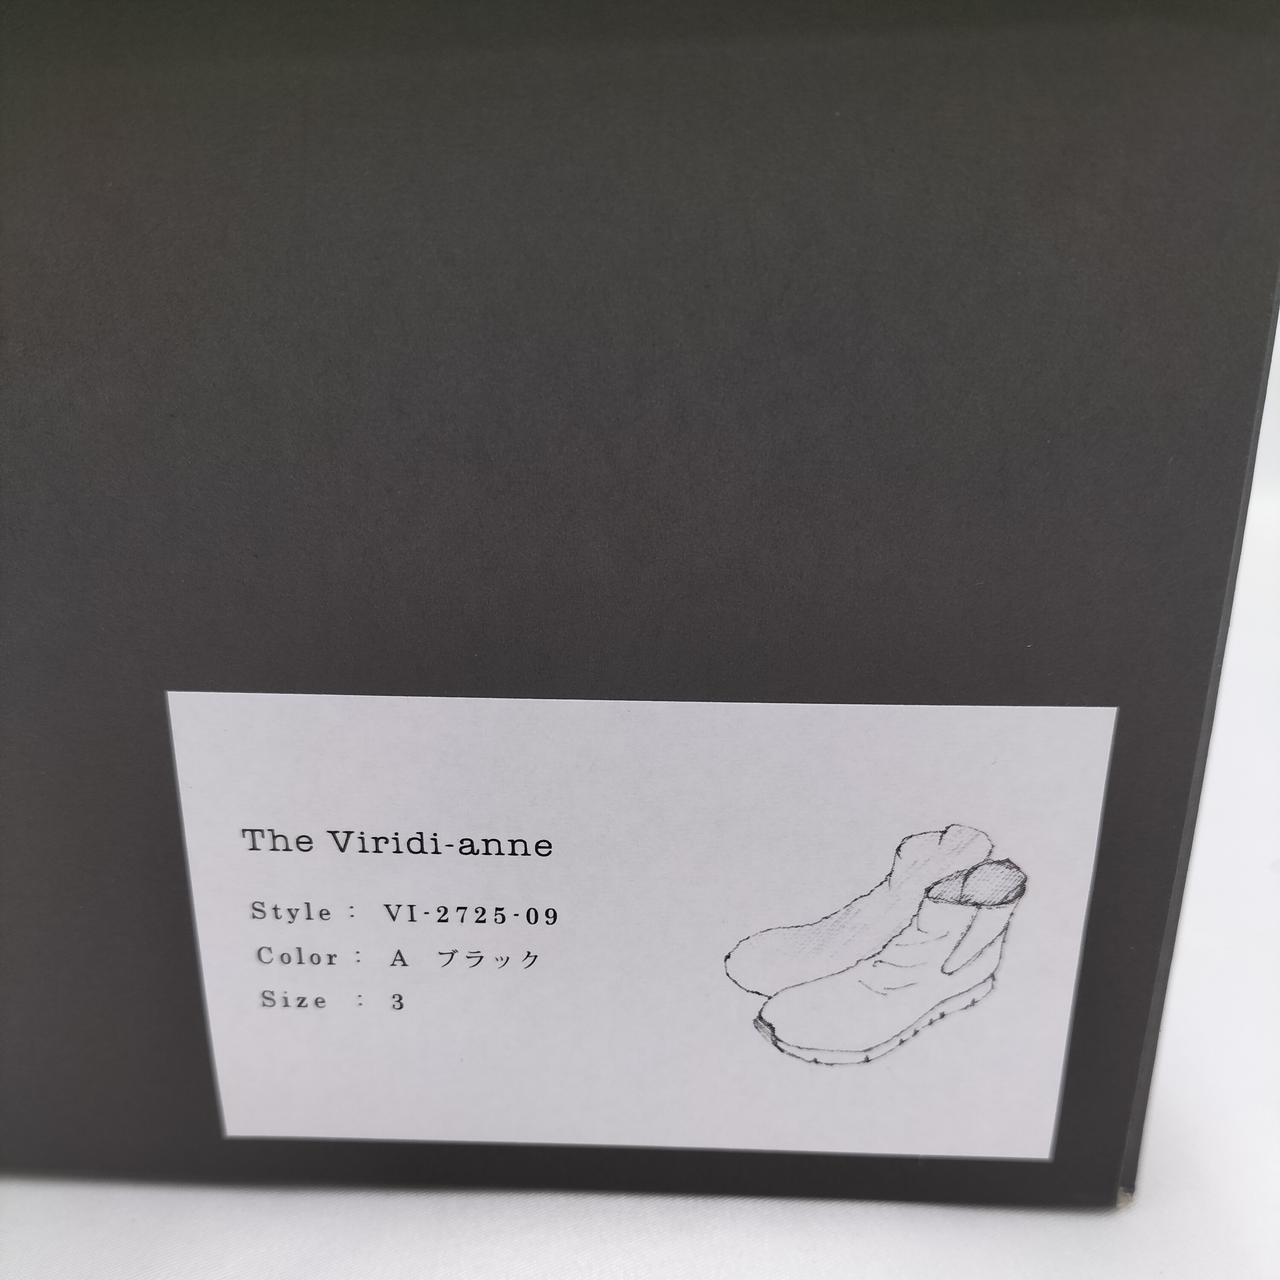 The Viridi-anne
Style : VI-2725-09
Color : A ブラック
Size : 3